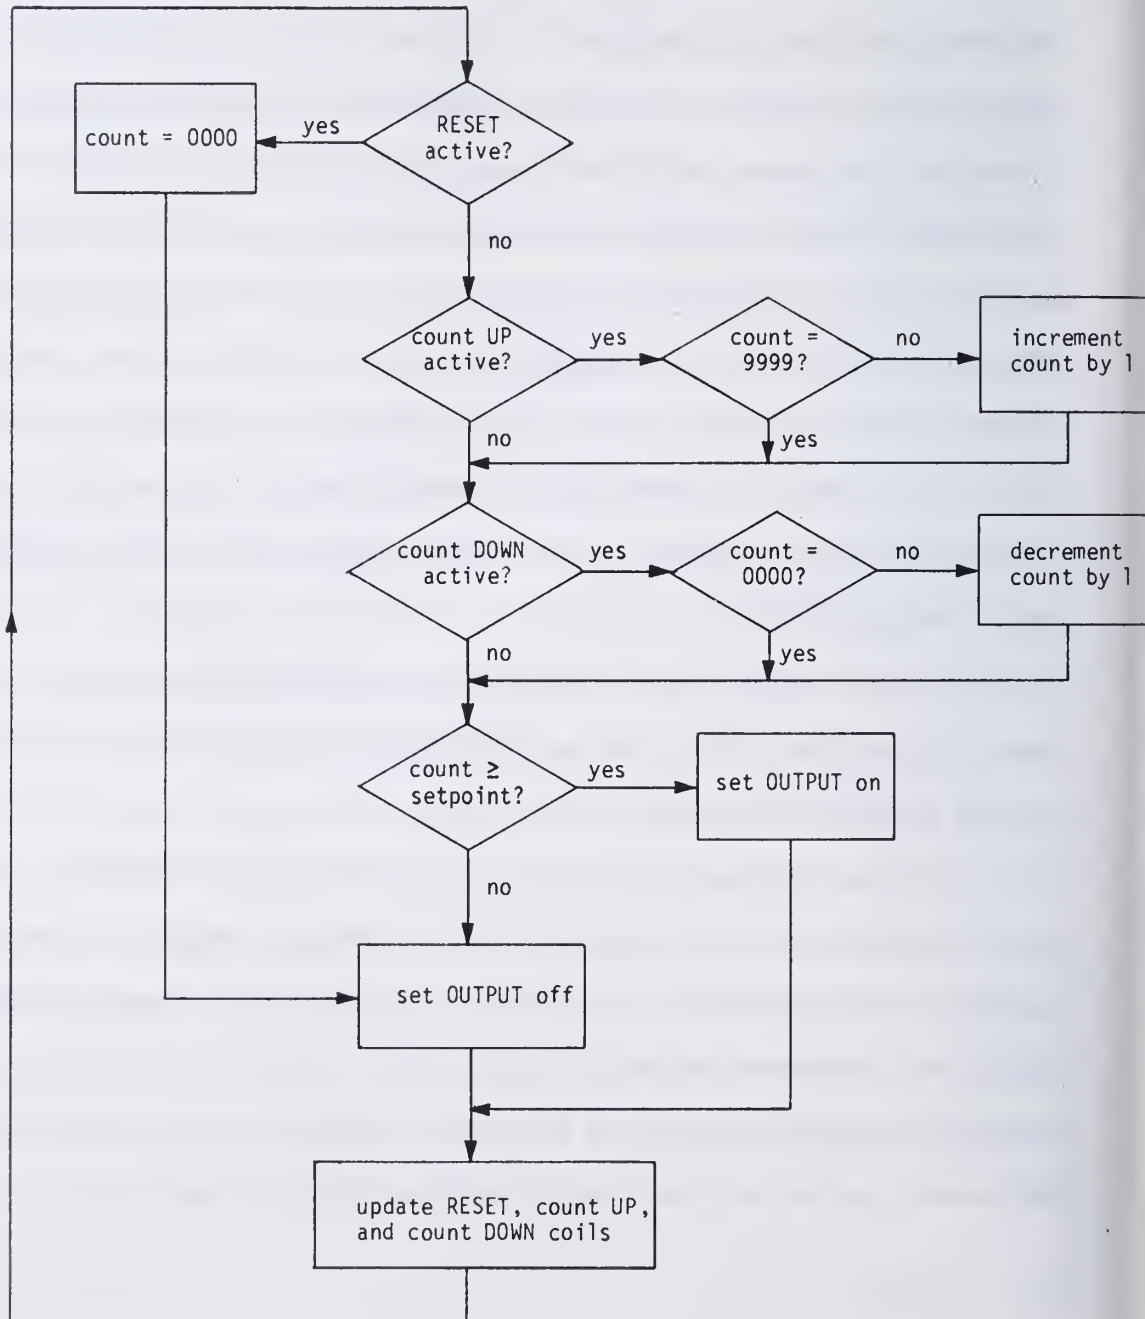 RESET
active?
yes
count = 0000
no
count UP
active?
yes
count =
9999?
no
increment
count by 1
no
yes
count DOWN
active?
yes
count =
0000?
no
decrement
count by 1
no
yes
count ≥
setpoint?
yes
set OUTPUT on
no
set OUTPUT off
update RESET, count UP,
and count DOWN coils